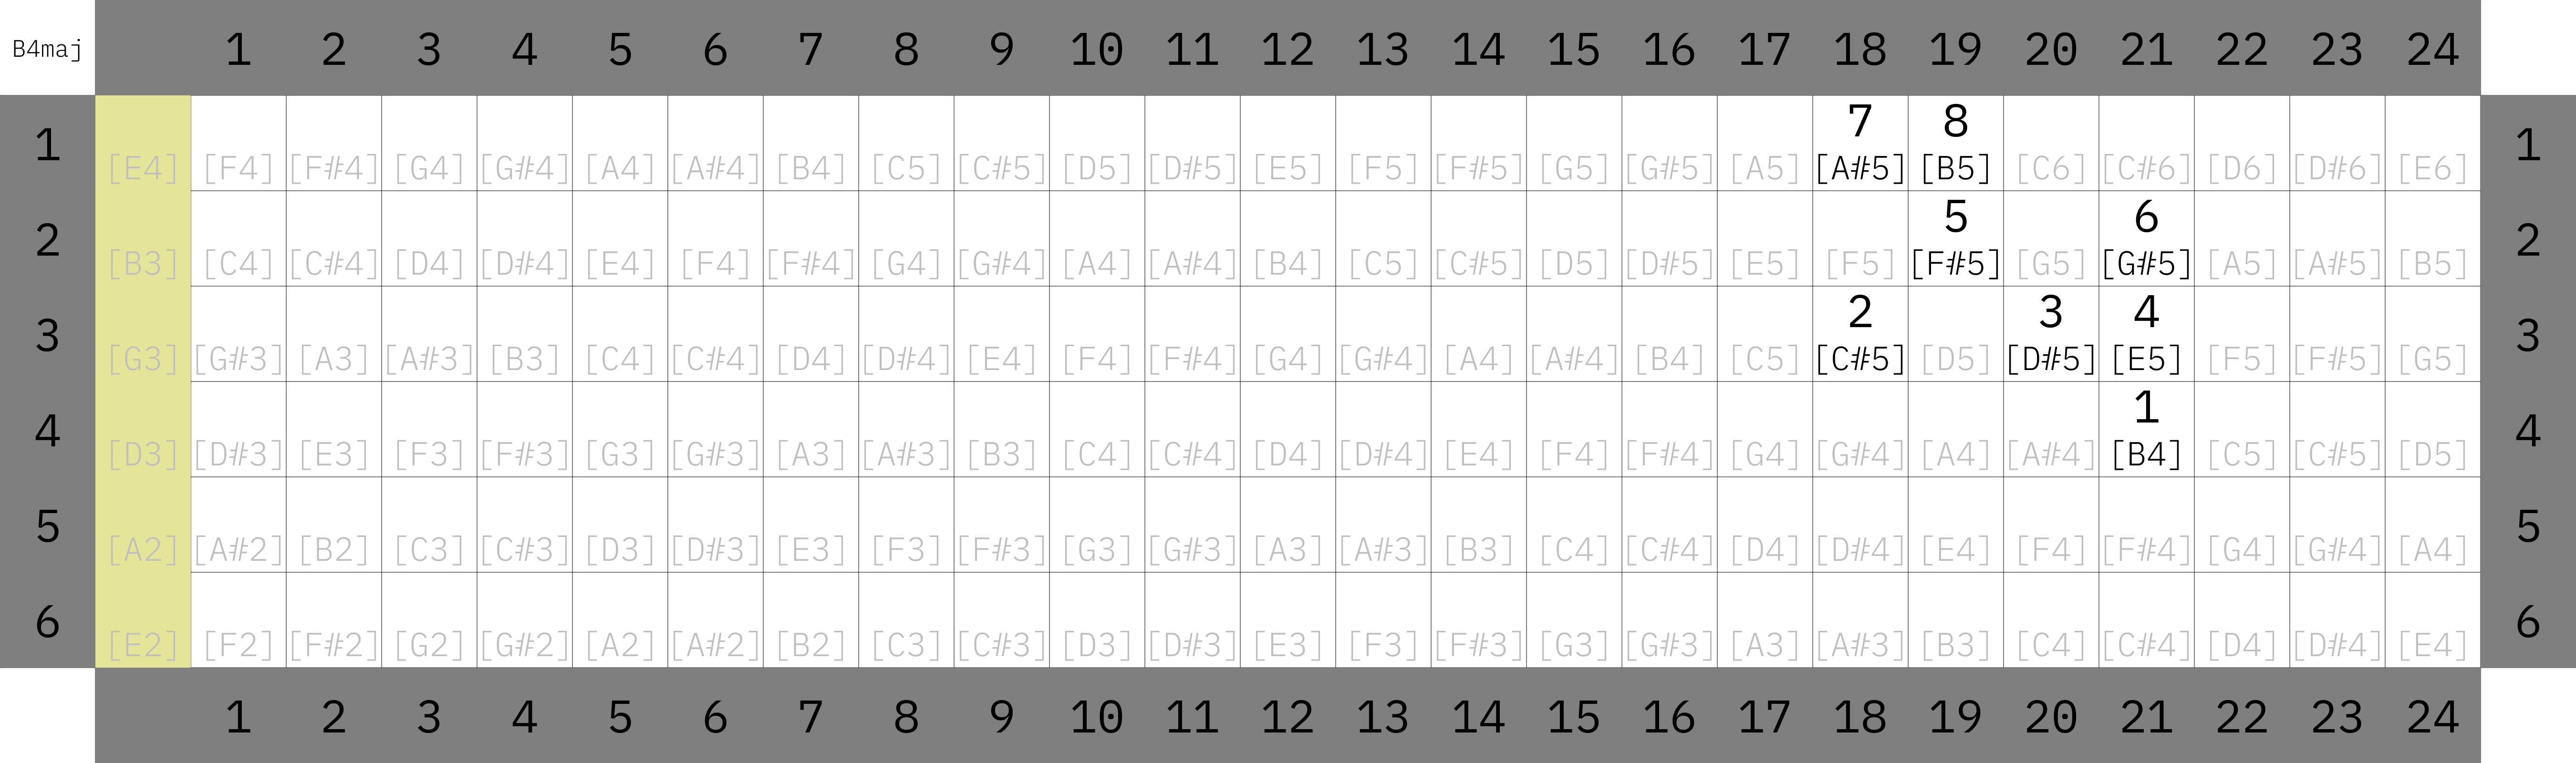 B4maj 1 2 3 4 5 6 7 8 9 10 11 12 13 14 15 16 17 18 19 20 21 22 23 24
7 8
1 [E4] [F4] [F#4] [G4] [G#4] [A4] [A#4] [B4] [C5] [C#5] [D5] [D#5] [E5] [F5] [F#5] [G5] [G#5] [A5] [A#5] [B5] [C6] [C#6] [D6] [D#6] [E6] 1
5 6
2 [B3] [C4] [C#4] [D4] [D#4] [E4] [F4] [F#4] [G4] [G#4] [A4] [A#4] [B4] [C5] [C#5] [D5] [D#5] [E5] [F5] [F#5] [G5] [G#5] [A5] [A#5] [B5] 2
2 3 4
3 [G3] [G#3] [A3] [A#3] [B3] [C4] [C#4] [D4] [D#4] [E4] [F4] [F#4] [G4] [G#4] [A4] [A#4] [B4] [C5] [C#5] [D5] [D#5] [E5] [F5] [F#5] [G5] 3
1
4 [D3] [D#3] [E3] [F3] [F#3] [G3] [G#3] [A3] [A#3] [B3] [C4] [C#4] [D4] [D#4] [E4] [F4] [F#4] [G4] [G#4] [A4] [A#4] [B4] [C5] [C#5] [D5] 4
5 [A2] [A#2] [B2] [C3] [C#3] [D3] [D#3] [E3] [F3] [F#3] [G3] [G#3] [A3] [A#3] [B3] [C4] [C#4] [D4] [D#4] [E4] [F4] [F#4] [G4] [G#4] [A4] 5
6 [E2] [F2] [F#2] [G2] [G#2] [A2] [A#2] [B2] [C3] [C#3] [D3] [D#3] [E3] [F3] [F#3] [G3] [G#3] [A3] [A#3] [B3] [C4] [C#4] [D4] [D#4] [E4] 6
1 2 3 4 5 6 7 8 9 10 11 12 13 14 15 16 17 18 19 20 21 22 23 24